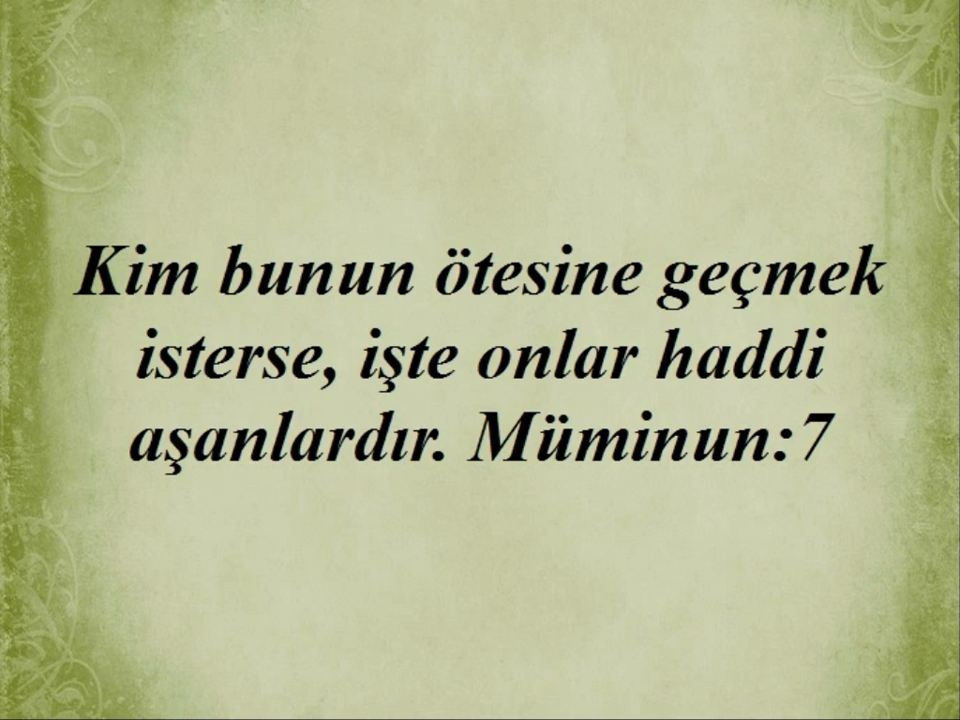 Kim bunun ötesine geçmek
isterse, işte onlar haddi
aşanlardır. Müminun:7